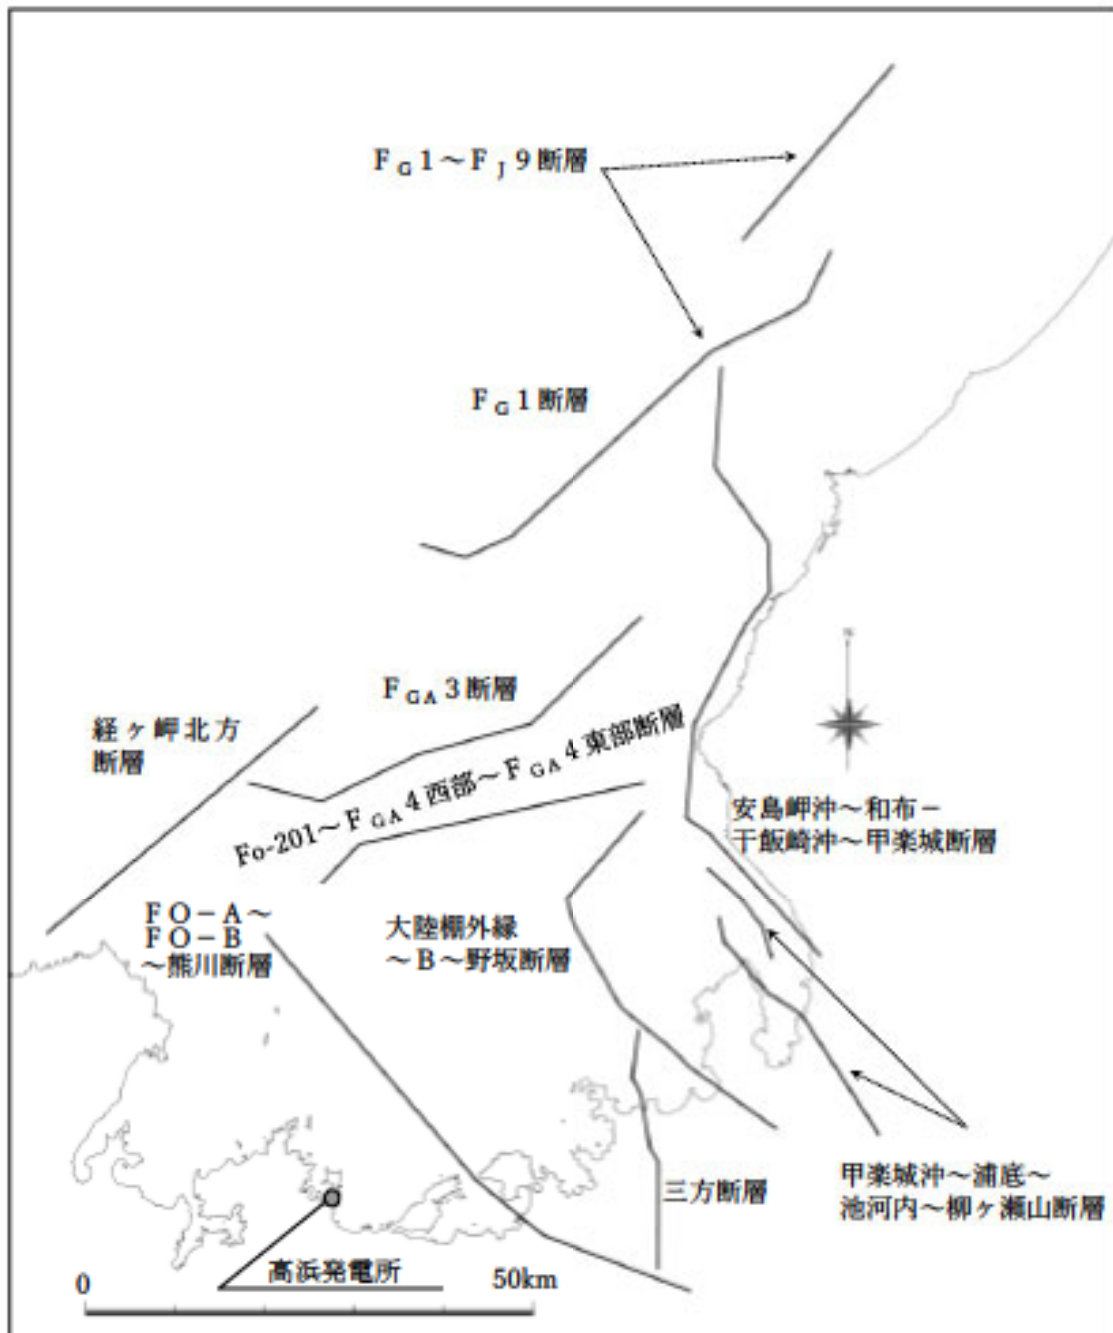 FG1～FJ9断層
FG1断層
FGA3断層
経ヶ岬北方
断層
Fo-201～FGA4西部～FGA4東部断層
安島岬沖～和布－
干飯崎沖～甲楽城断層
FO－A～
FO－B
～熊川断層
大陸棚外縁
～B～野坂断層
三方断層
甲楽城沖～浦底～
池河内～柳ヶ瀬山断層
高浜発電所
0
50km